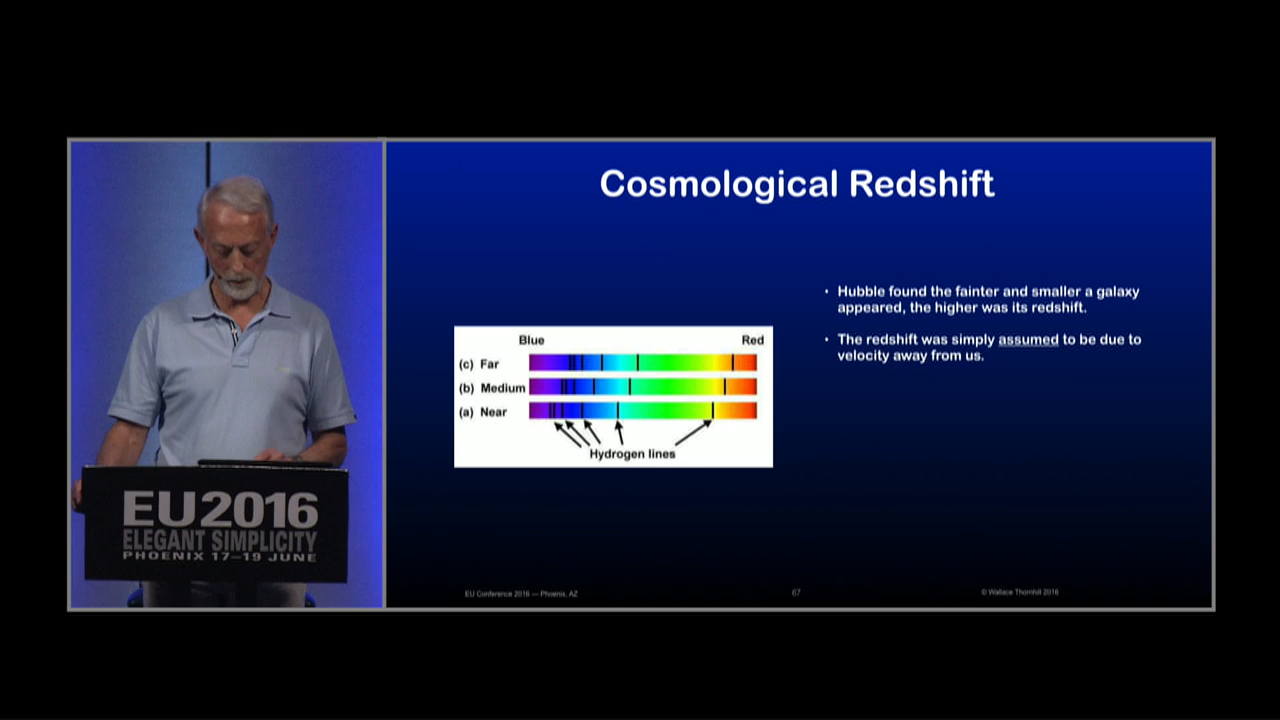 Cosmological Redshift
• Hubble found the fainter and smaller a galaxy
appeared, the higher was its redshift.
• The redshift was simply assumed to be due to
velocity away from us.
Blue Red
(c) Far
(b) Medium
(a) Near
Hydrogen lines
EU2016
ELEGANT SIMPLICITY
PHOENIX 17–19 JUNE
EU Conference 2016 — Phoenix, AZ
67
© Wallace Thornhill 2016